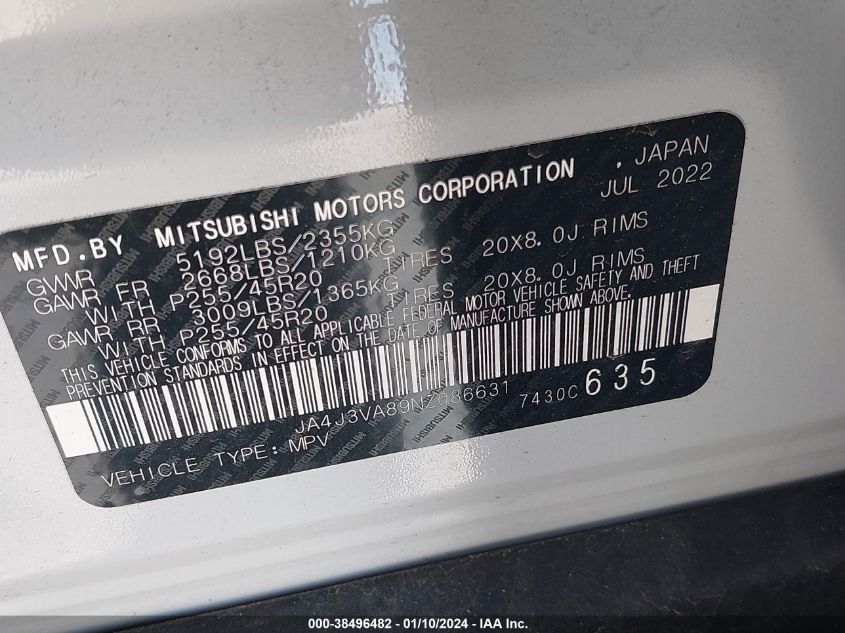 MFD.BY MITSUBISHI MOTORS CORPORATION , JAPAN
JUL 2022
GVWR 5192LBS/2355KG
GAWR FR 2668LBS/1210KG
WITH P255/45R20 TIRES 20X8.0J RIMS
GAWR RR 3009LBS/1365KG
WITH P255/45R20 TIRES 20X8.0J RIMS
THIS VEHICLE CONFORMS TO ALL APPLICABLE FEDERAL MOTOR VEHICLE SAFETY AND THEFT
PREVENTION STANDARDS IN EFFECT ON THE DATE OF MANUFACTURE SHOWN ABOVE.
JA4J3VA89NZ086631 7430C 635
VEHICLE TYPE: MPV
000-38496482 - 01/10/2024 - IAA Inc.